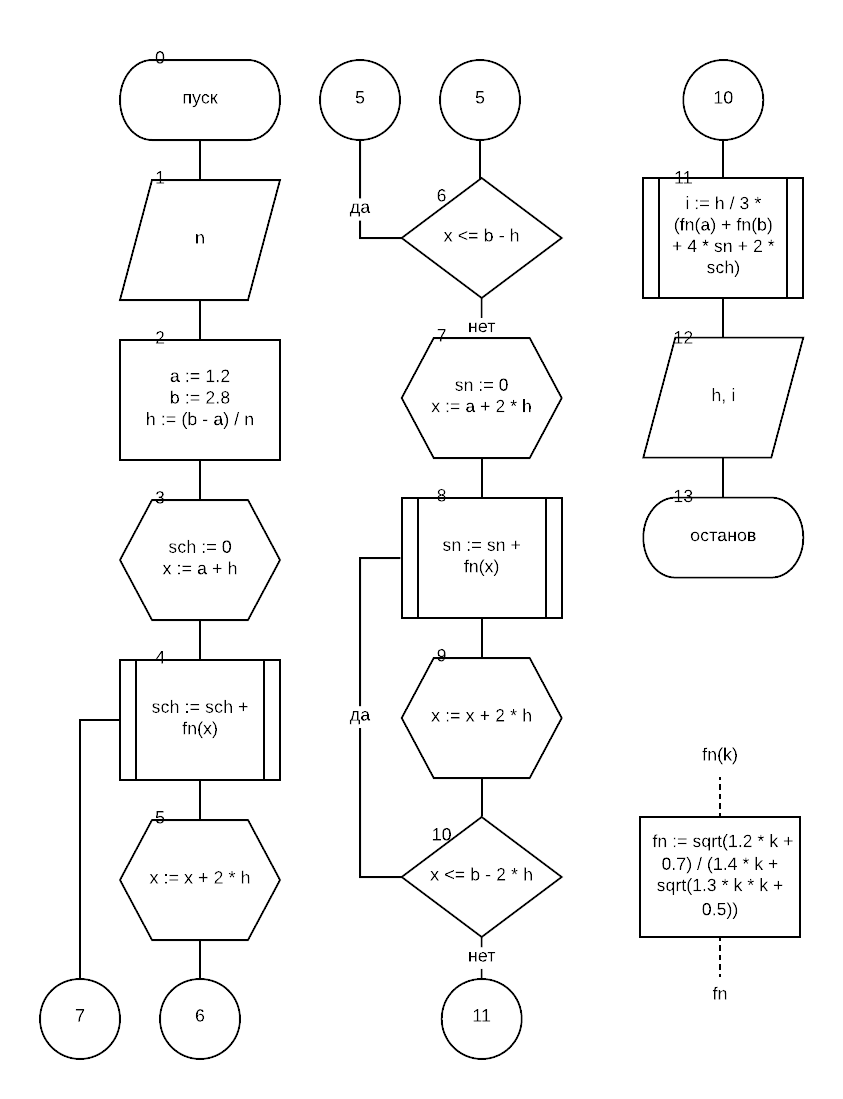 0
пуск
1
n
2
a := 1.2
b := 2.8
h := (b - a) / n
3
sch := 0
x := a + h
4
sch := sch +
fn(x)
5
x := x + 2 * h
7
6
5
5
6
да
x <= b - h
нет
7
sn := 0
x := a + 2 * h
8
sn := sn +
fn(x)
9
да
x := x + 2 * h
10
x <= b - 2 * h
нет
11
10
11
i := h / 3 *
(fn(a) + fn(b)
+ 4 * sn + 2 *
sch)
12
h, i
13
останов
fn(k)
fn := sqrt(1.2 * k +
0.7) / (1.4 * k +
sqrt(1.3 * k * k +
0.5))
fn